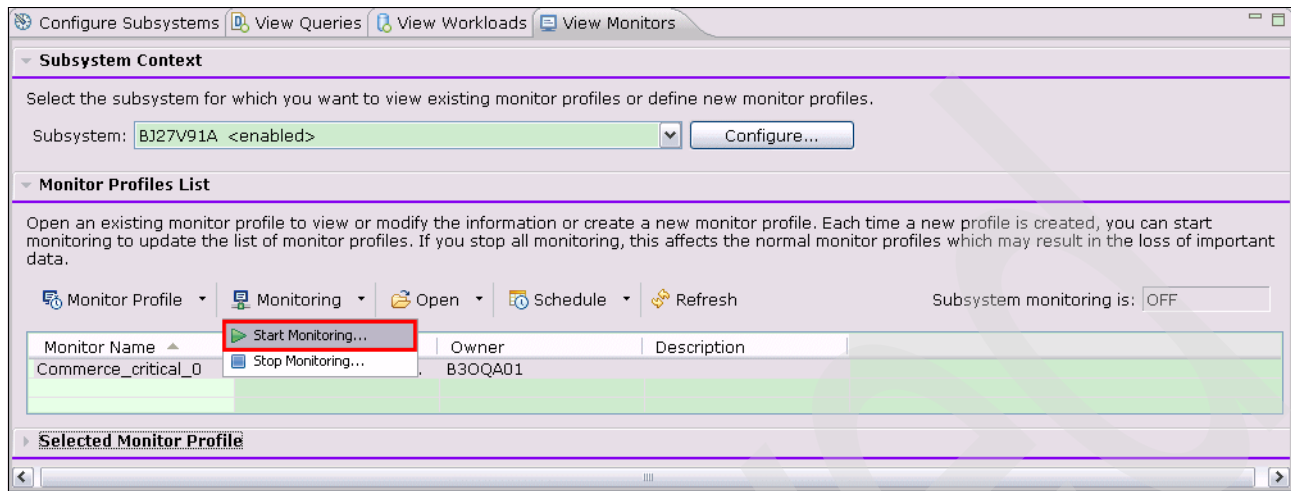 Configure Subsystems View Queries View Workloads View Monitors
Subsystem Context
Select the subsystem for which you want to view existing monitor profiles or define new monitor profiles.
Subsystem: BJ27V91A <enabled> Configure...
Monitor Profiles List
Open an existing monitor profile to view or modify the information or create a new monitor profile. Each time a new profile is created, you can start
monitoring to update the list of monitor profiles. If you stop all monitoring, this affects the normal monitor profiles which may result in the loss of important
data.
Monitor Profile Monitoring Open Schedule Refresh Subsystem monitoring is: OFF
Start Monitoring...
Monitor Name Owner Description
Stop Monitoring...
Commerce_critical_0 . B3OQA01
Selected Monitor Profile